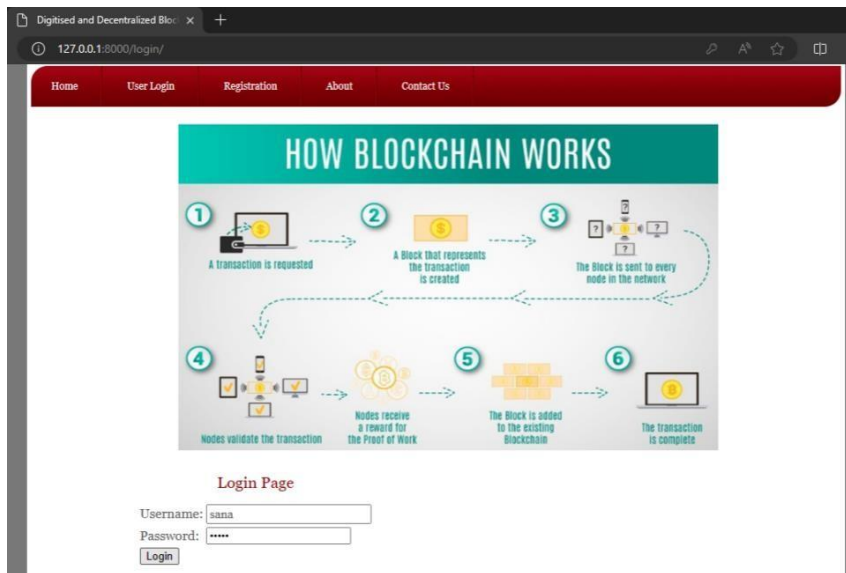 Digitised and Decentralized Bloc
127.0.0.1:8000/login/
Home User Login Registration About Contact Us
HOW BLOCKCHAIN WORKS
1
A transaction is requested
2
A Block that represents
the transaction
is created
3
? ? ? ?
The Block is sent to every
node in the network
4
Nodes validate the transaction
Nodes receive
a reward for
the Proof of Work
5
The Block is added
to the existing
Blockchain
6
The transaction
is complete
Login Page
Username: sana
Password: •••••
Login